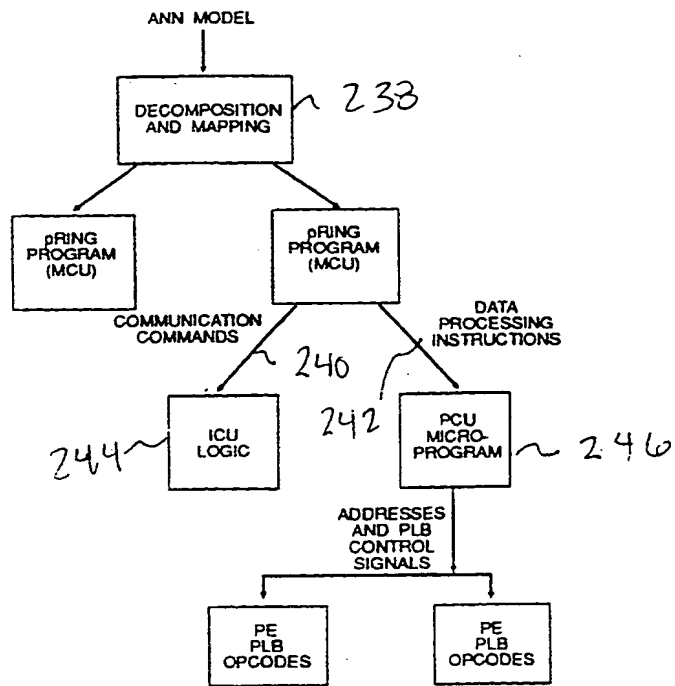 ANN MODEL
DECOMPOSITION
AND MAPPING
238
pRING
PROGRAM
(MCU)
pRING
PROGRAM
(MCU)
COMMUNICATION
COMMANDS
240
DATA
PROCESSING
INSTRUCTIONS
242
244
ICU
LOGIC
PCU
MICRO-
PROGRAM
246
ADDRESSES
AND PLB
CONTROL
SIGNALS
PE
PLB
OPCODES
PE
PLB
OPCODES